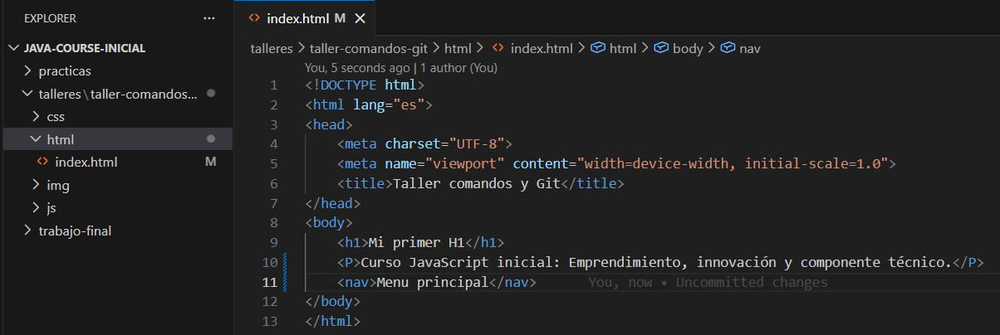 EXPLORER ...
JAVA-COURSE-INICIAL
practicas
talleres\taller-comandos...
css
html
index.html M
img
js
trabajo-final
index.html M
talleres > taller-comandos-git > html > index.html > html > body > nav
You, 5 seconds ago | 1 author (You)
1 <!DOCTYPE html>
2 <html lang="es">
3 <head>
4 <meta charset="UTF-8">
5 <meta name="viewport" content="width=device-width, initial-scale=1.0">
6 <title>Taller comandos y Git</title>
7 </head>
8 <body>
9 <h1>Mi primer H1</h1>
10 <P>Curso JavaScript inicial: Emprendimiento, innovación y componente técnico.</P>
11 <nav>Menu principal</nav> You, now • Uncommitted changes
12 </body>
13 </html>